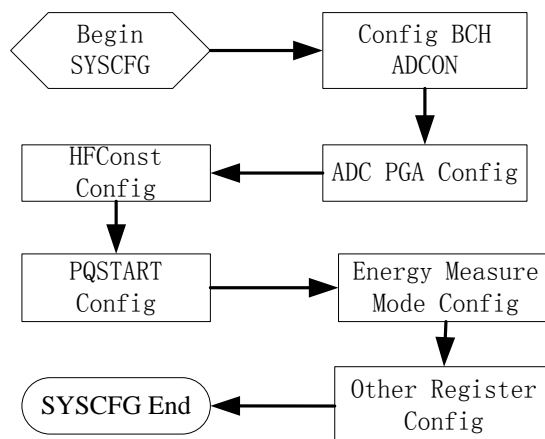 Begin
SYSCFG
Config BCH
ADCON
ADC PGA Config
HFConst
Config
PQSTART
Config
Energy Measure
Mode Config
Other Register
Config
SYSCFG End